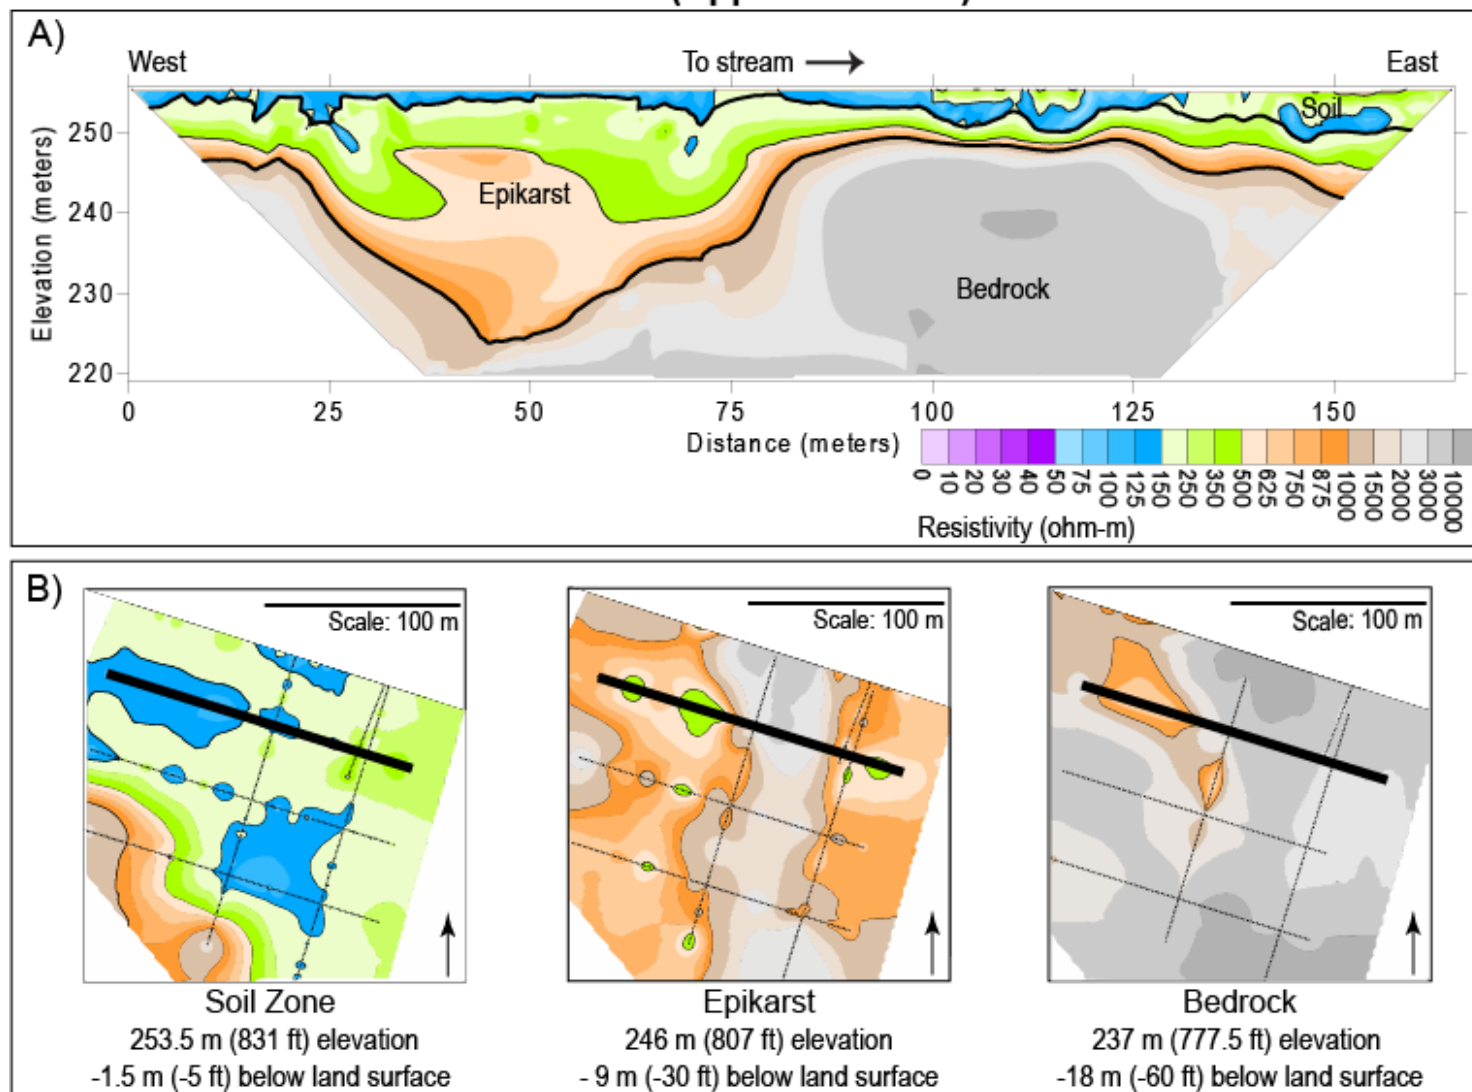 A)
West
To stream
East
Soil
Epikarst
Bedrock
Elevation (meters)
250
240
230
220
0 25 50 75 100 125 150
Distance (meters)
0 10 20 30 40 50 75 100 125 150 250 350 500 625 750 875 1000 1500 2000 3000 10000
Resistivity (ohm-m)
B)
Scale: 100 m
Scale: 100 m
Scale: 100 m
Soil Zone
253.5 m (831 ft) elevation
-1.5 m (-5 ft) below land surface
Epikarst
246 m (807 ft) elevation
- 9 m (-30 ft) below land surface
Bedrock
237 m (777.5 ft) elevation
-18 m (-60 ft) below land surface